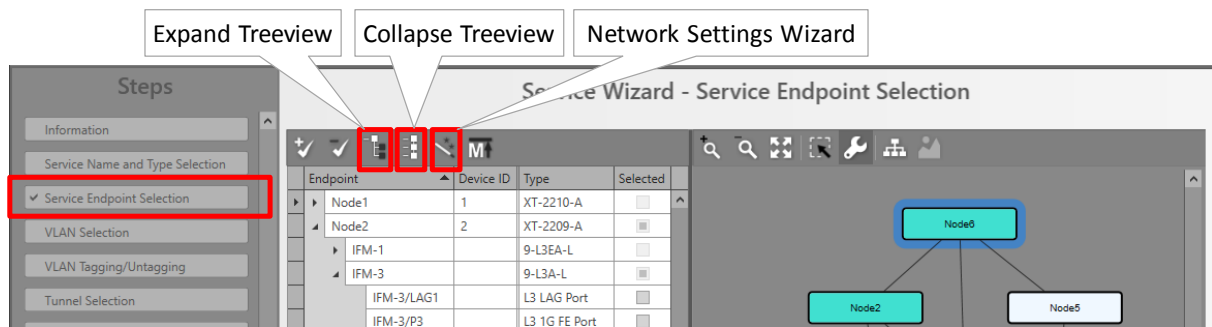 Expand Treeview
Collapse Treeview
Network Settings Wizard
Steps
Service Wizard - Service Endpoint Selection
Information
Service Name and Type Selection
Service Endpoint Selection
VLAN Selection
VLAN Tagging/Untagging
Tunnel Selection
M
Endpoint Device ID Type Selected
Node1 1 XT-2210-A
Node2 2 XT-2209-A
IFM-1 9-L3EA-L
IFM-3 9-L3A-L
IFM-3/LAG1 L3 LAG Port
IFM-3/P3 L3 1G FE Port
Node6
Node2
Node5